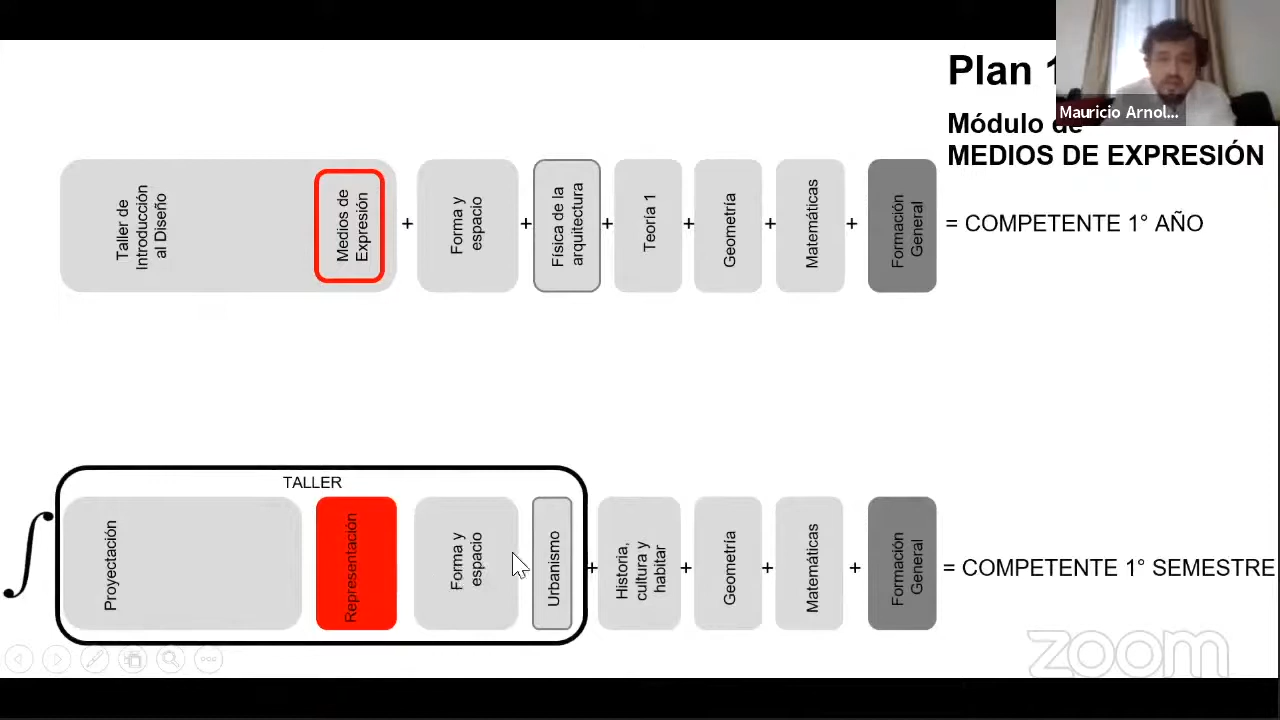 Plan 1
Mauricio Arnol...
Módulo de
MEDIOS DE EXPRESIÓN
Taller de
Introducción
al Diseño
Medios de
Expresión
+
Forma y
espacio
+
Física de la
arquitectura
+
Teoría 1
+
Geometría
+
Matemáticas
+
Formación
General
= COMPETENTE 1° AÑO
TALLER
∫
Proyectación
Representación
Forma y
espacio
Urbanismo
+
Historia,
cultura y
habitar
+
Geometría
+
Matemáticas
+
Formación
General
= COMPETENTE 1° SEMESTRE
zoom